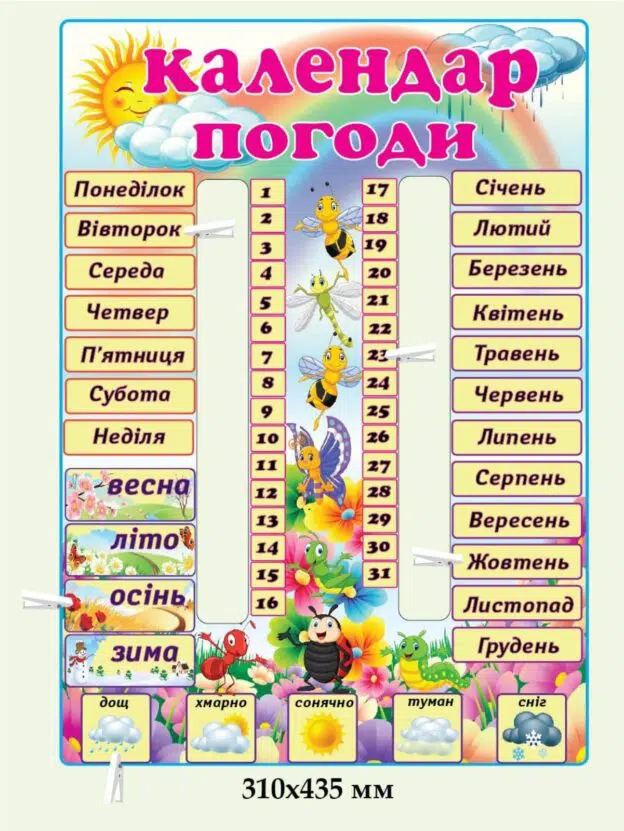 календар
погоди
Понеділок
Вівторок
Середа
Четвер
П'ятниця
Субота
Неділя
весна
літо
осінь
зима
1
2
3
4
5
6
7
8
9
10
11
12
13
14
15
16
17
18
19
20
21
22
23
24
25
26
27
28
29
30
31
Січень
Лютий
Березень
Квітень
Травень
Червень
Липень
Серпень
Вересень
Жовтень
Листопад
Грудень
дощ
хмарно
сонячно
туман
сніг
310х435 мм